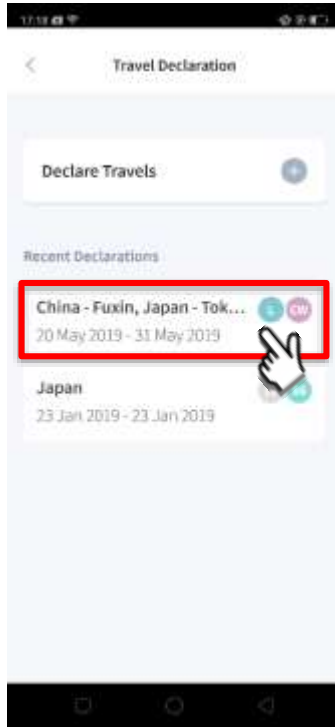 17:18
Travel Declaration
Declare Travels
Recent Declarations
China - Fuxin, Japan - Tok...
CW
20 May 2019 - 31 May 2019
Japan
23 Jan 2019 - 23 Jan 2019